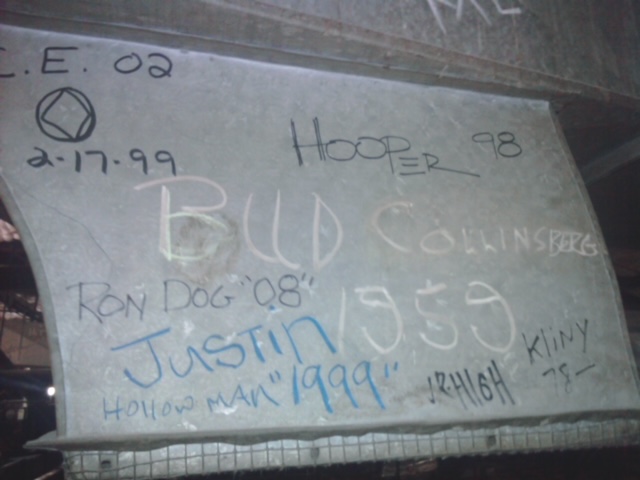 C.E. 02
2-17-99
HOOPER 98
BUD COLLINSBERG
1959
RON DOG "08"
JUSTIN "1999"
HOLLOW MAN
JR HIGH
KLINY
78-